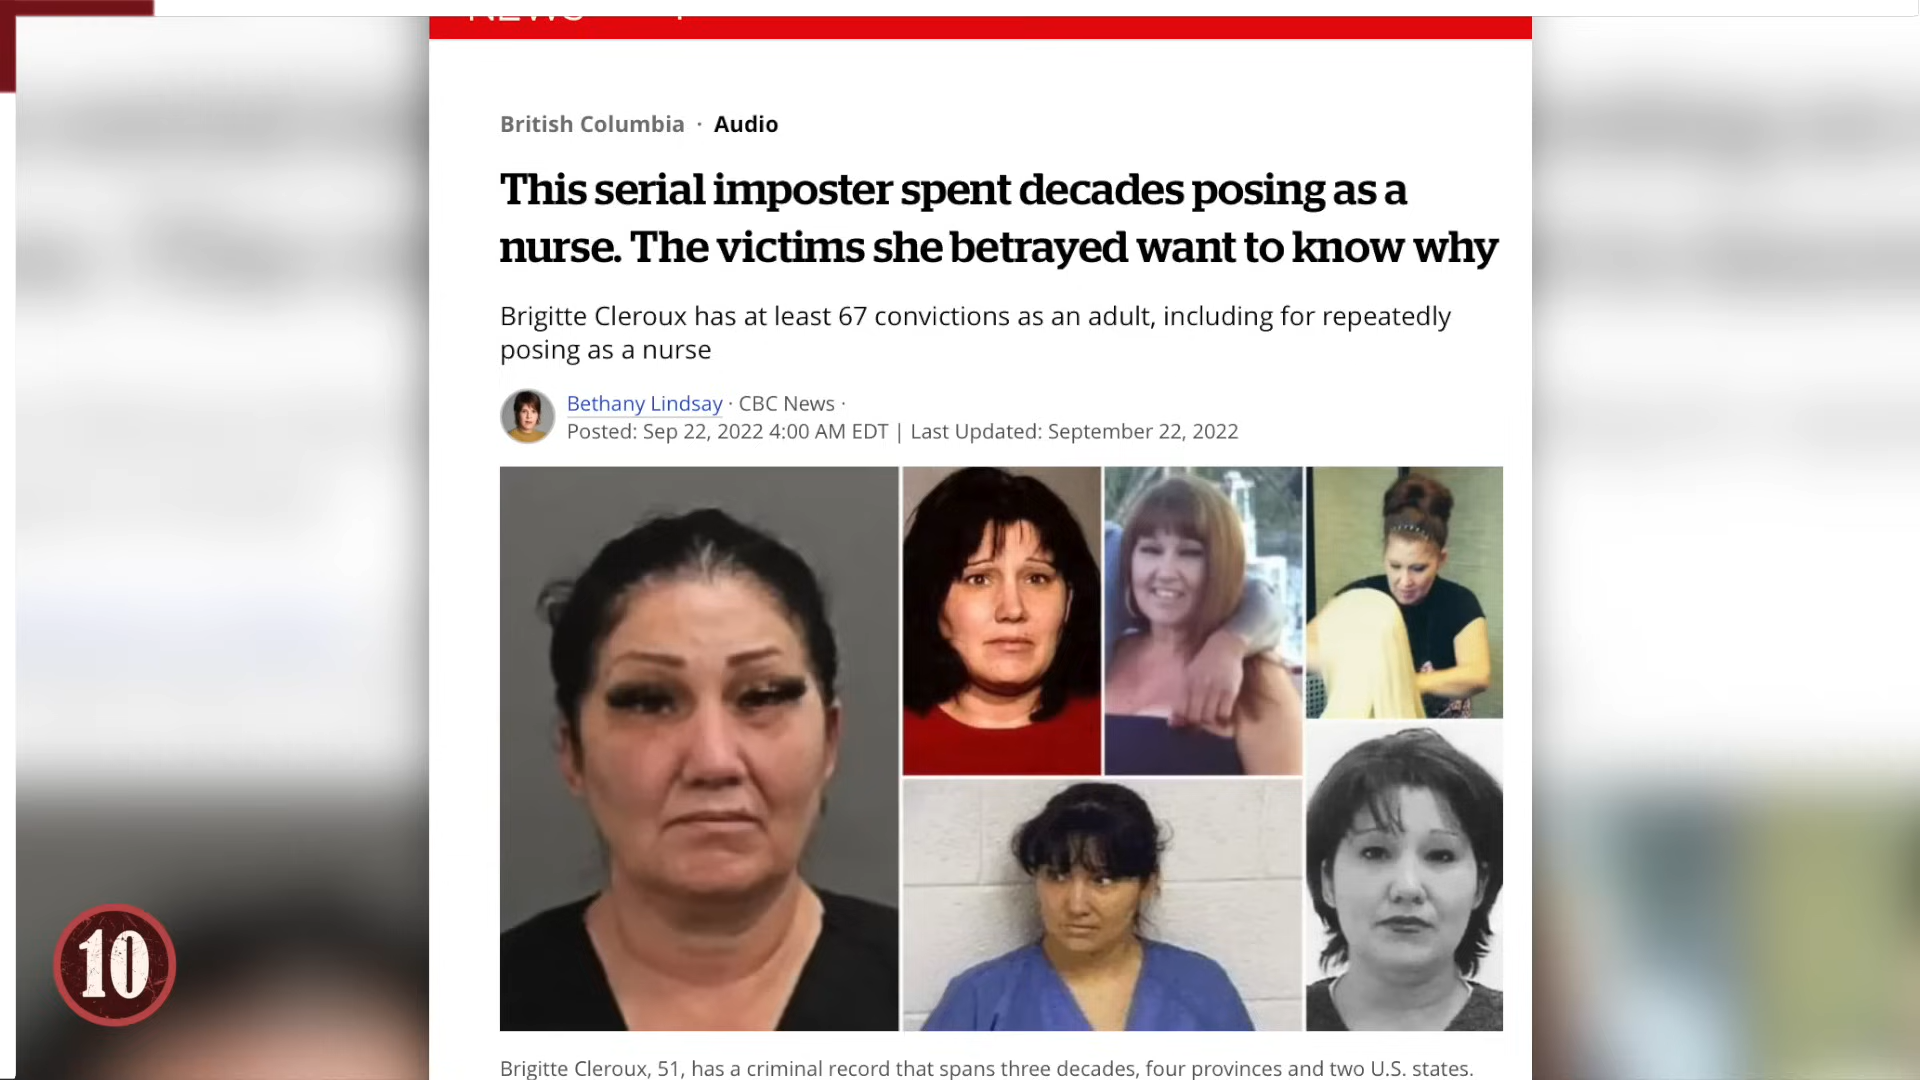 British Columbia · Audio
This serial imposter spent decades posing as a
nurse. The victims she betrayed want to know why
Brigitte Cleroux has at least 67 convictions as an adult, including for repeatedly
posing as a nurse
Bethany Lindsay · CBC News ·
Posted: Sep 22, 2022 4:00 AM EDT | Last Updated: September 22, 2022
10
Brigitte Cleroux, 51, has a criminal record that spans three decades, four provinces and two U.S. states.